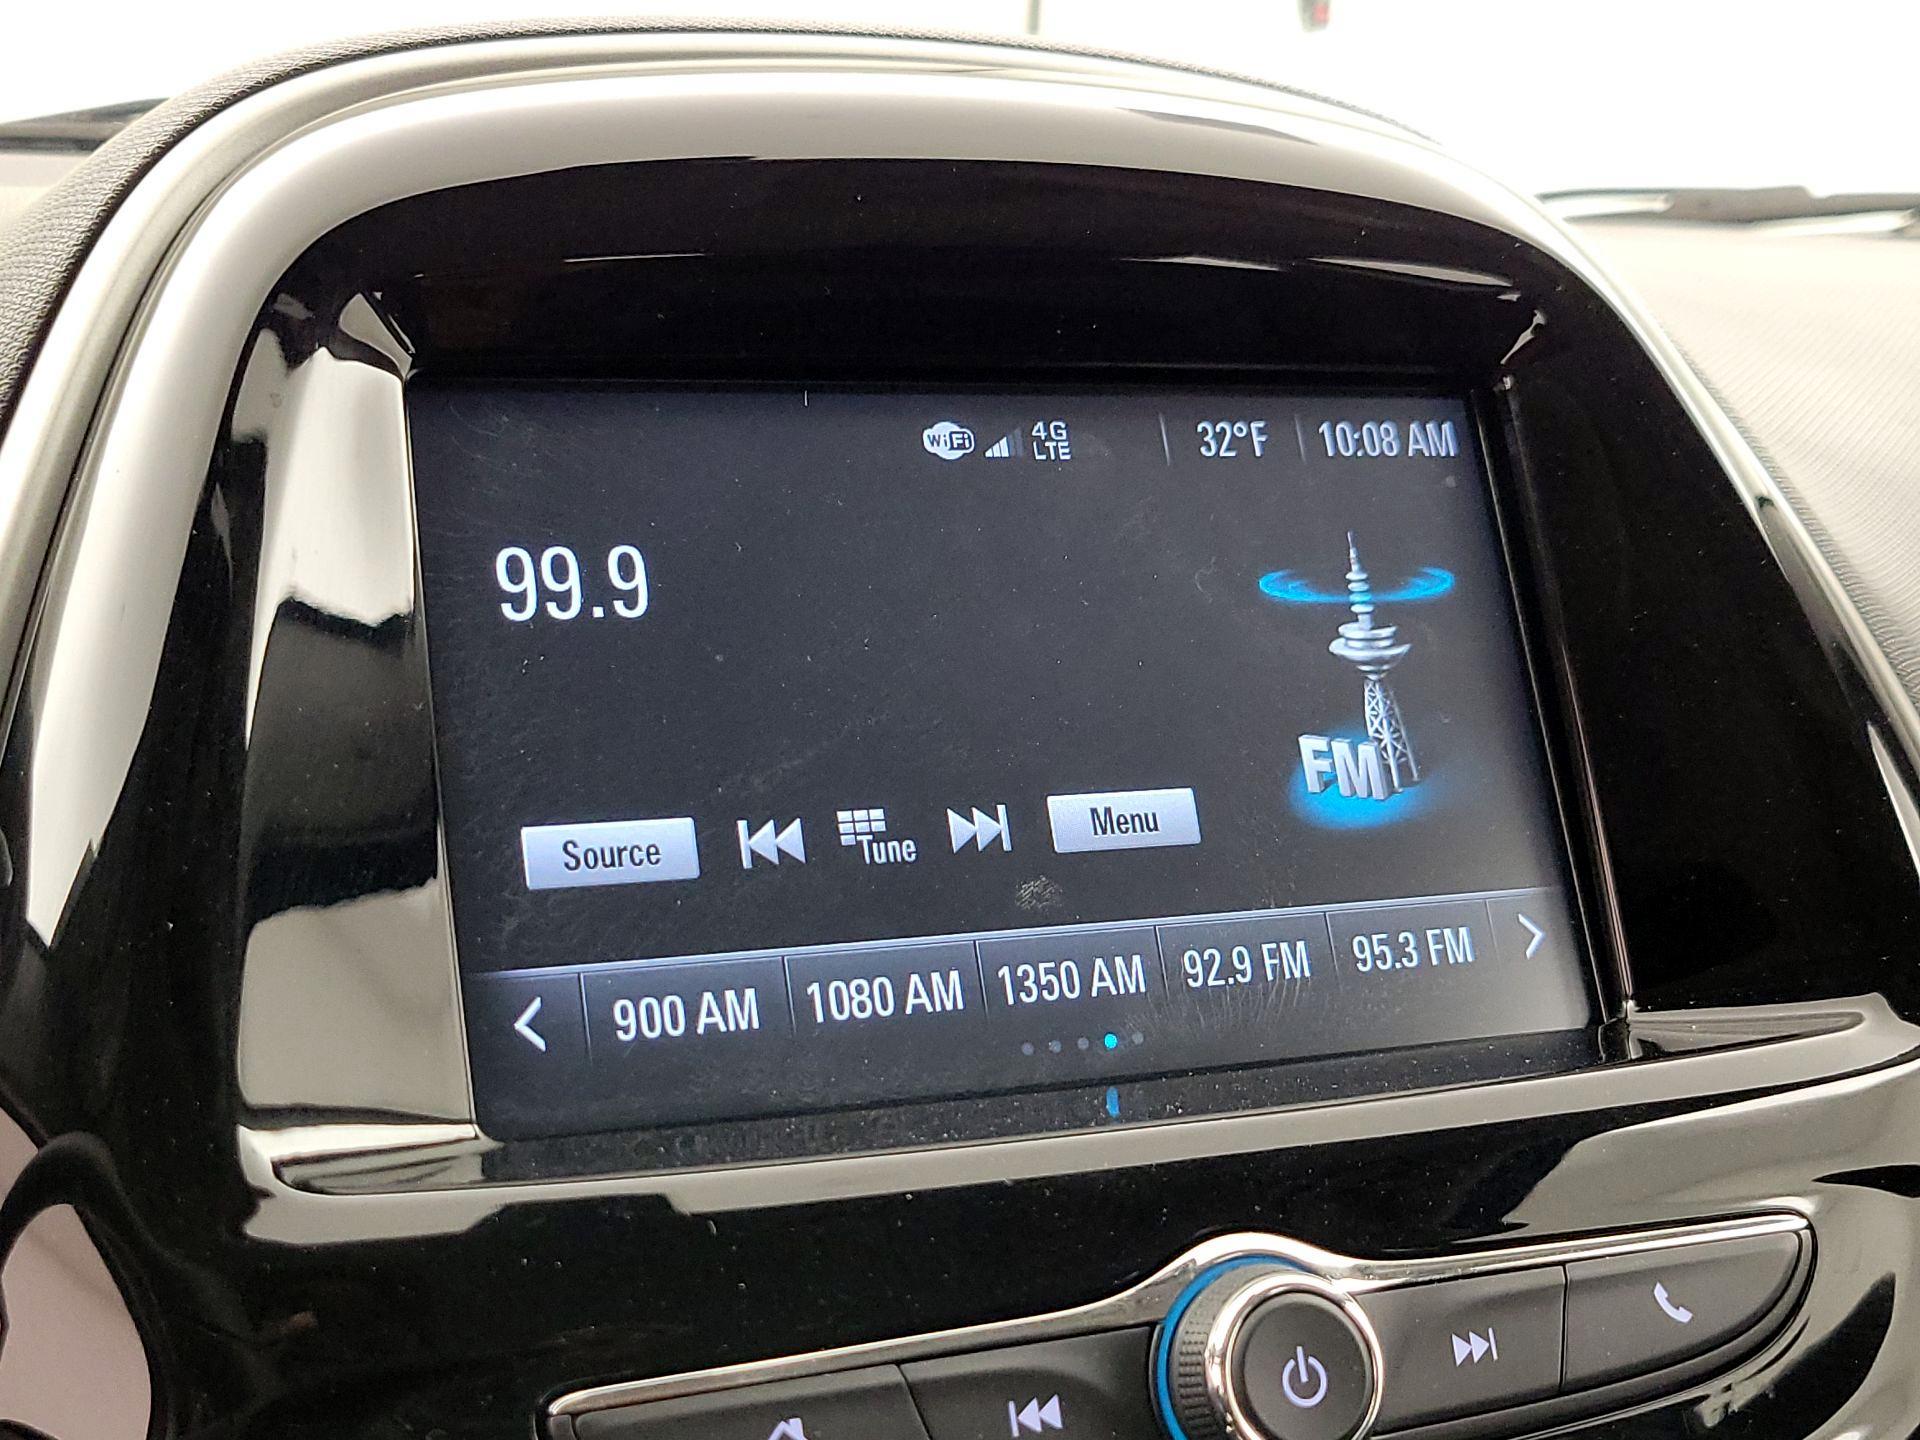 WiFi 4G LTE 32°F 10:08 AM
99.9
FM
Source Tune Menu
900 AM 1080 AM 1350 AM 92.9 FM 95.3 FM